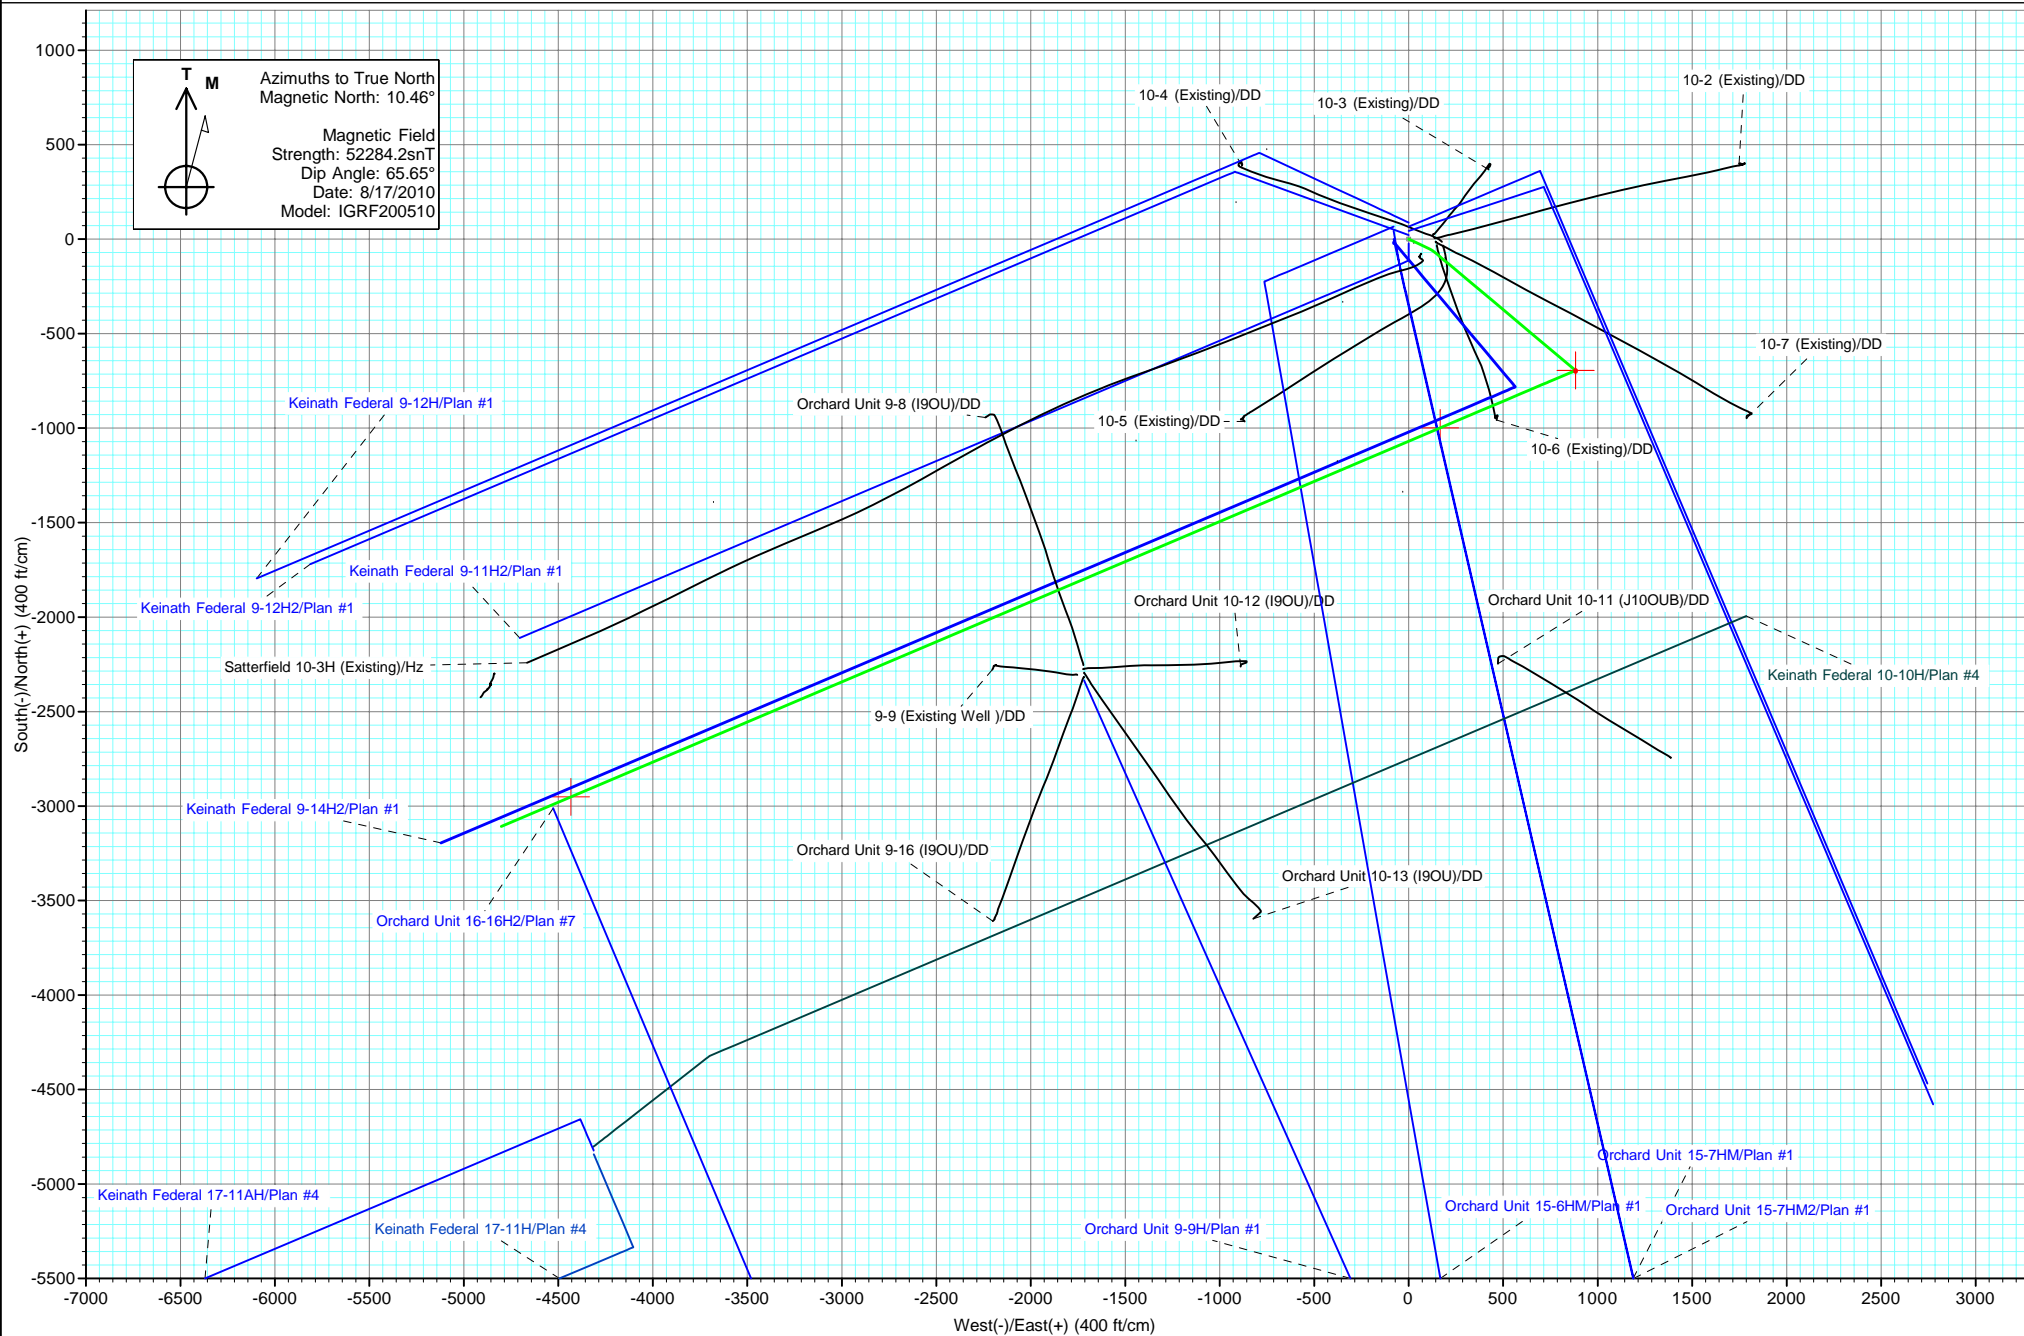 T
M
Azimuths to True North
Magnetic North: 10.46°
Magnetic Field
Strength: 52284.2snT
Dip Angle: 65.65°
Date: 8/17/2010
Model: IGRF200510
10-4 (Existing)/DD
10-3 (Existing)/DD
10-2 (Existing)/DD
10-7 (Existing)/DD
Keinath Federal 9-12H/Plan #1
Orchard Unit 9-8 (I9OU)/DD
10-5 (Existing)/DD
10-6 (Existing)/DD
Keinath Federal 9-11H2/Plan #1
Keinath Federal 9-12H2/Plan #1
Orchard Unit 10-12 (I9OU)/DD
Orchard Unit 10-11 (J10OUB)/DD
Satterfield 10-3H (Existing)/Hz
Keinath Federal 10-10H/Plan #4
9-9 (Existing Well )/DD
Keinath Federal 9-14H2/Plan #1
Orchard Unit 9-16 (I9OU)/DD
Orchard Unit 10-13 (I9OU)/DD
Orchard Unit 16-16H2/Plan #7
Orchard Unit 15-7HM/Plan #1
Keinath Federal 17-11AH/Plan #4
Orchard Unit 15-6HM/Plan #1
Orchard Unit 15-7HM2/Plan #1
Keinath Federal 17-11H/Plan #4
Orchard Unit 9-9H/Plan #1
1000
500
0
-500
-1000
-1500
-2000
-2500
-3000
-3500
-4000
-4500
-5000
-5500
South(-)/North(+) (400 ft/cm)
-7000 -6500 -6000 -5500 -5000 -4500 -4000 -3500 -3000 -2500 -2000 -1500 -1000 -500 0 500 1000 1500 2000 2500 3000
West(-)/East(+) (400 ft/cm)